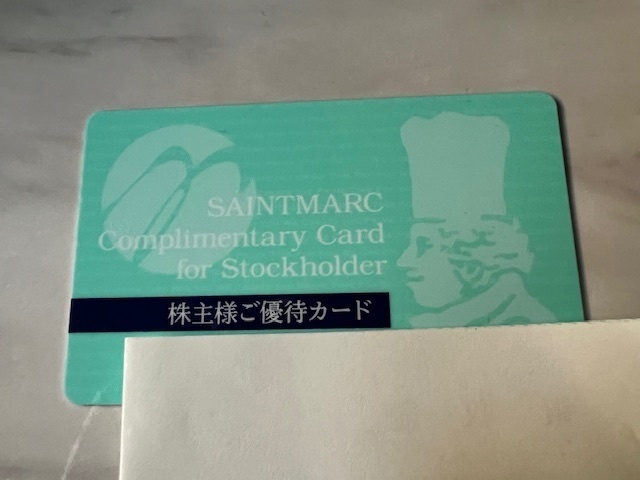 SAINTMARC
Complimentary Card
for Stockholder
株主様ご優待カード